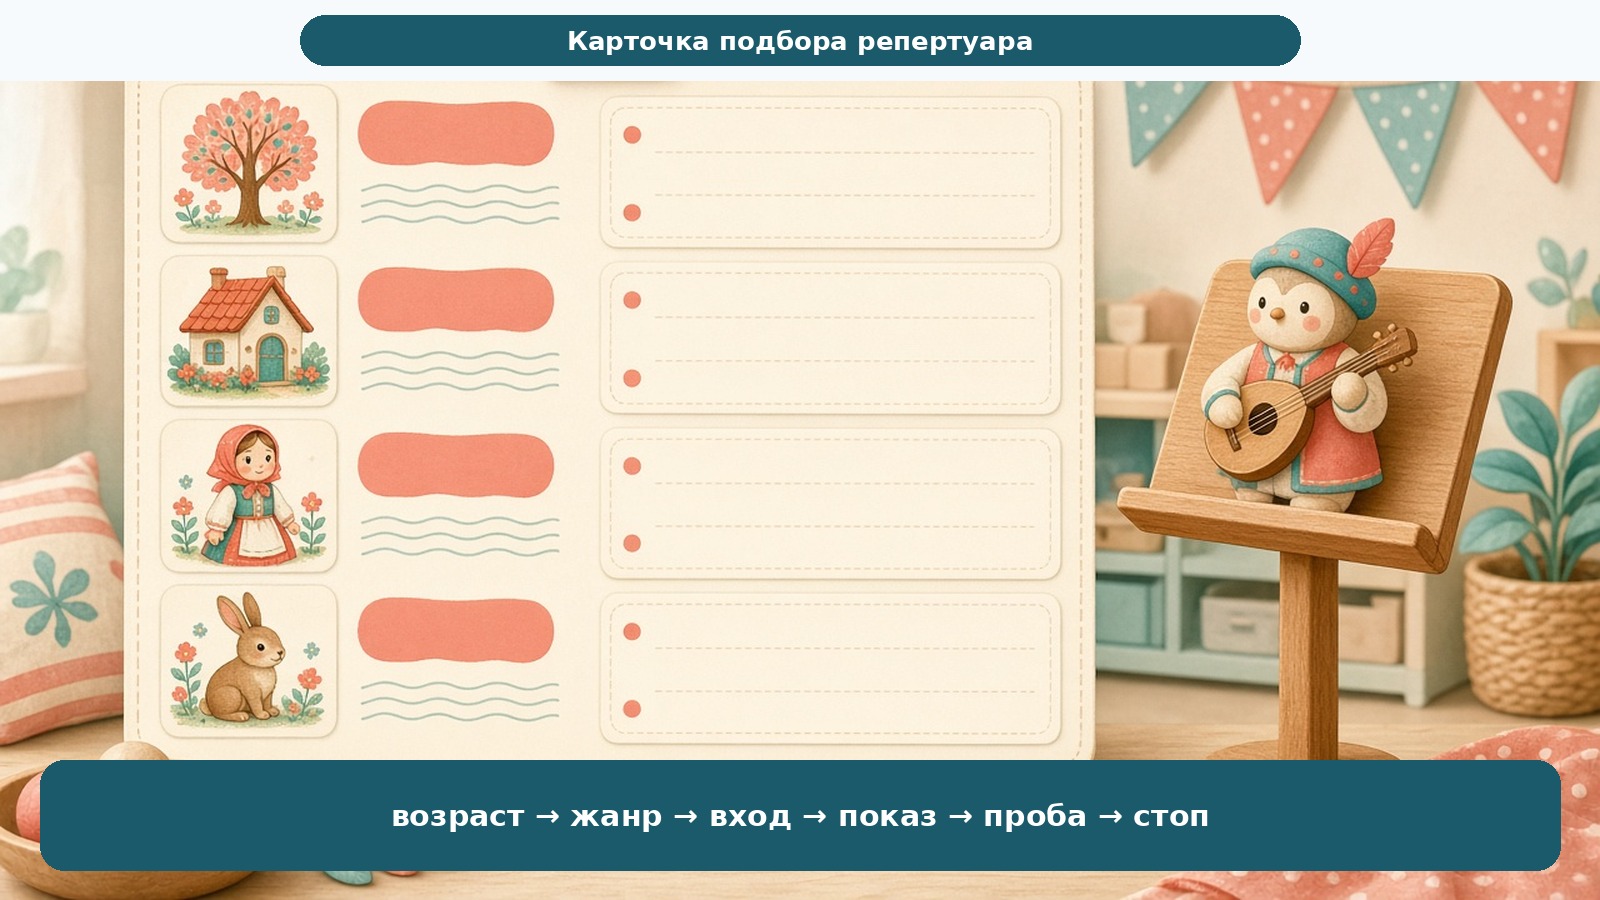 Карточка подбора репертуара
возраст → жанр → вход → показ → проба → стоп